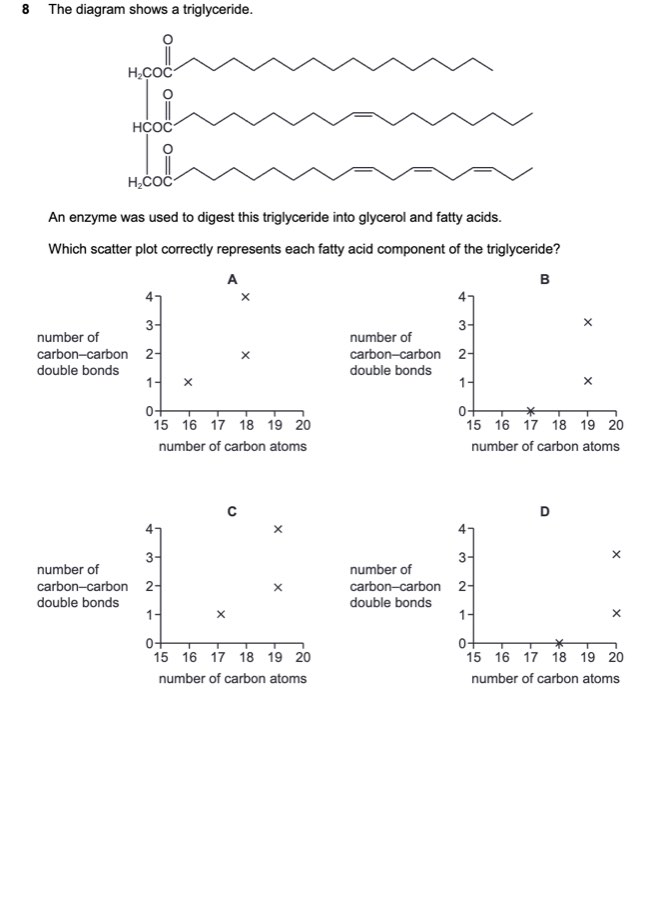 8 The diagram shows a triglyceride.
O
H₂COC
O
HCOC
O
H₂COC
An enzyme was used to digest this triglyceride into glycerol and fatty acids.
Which scatter plot correctly represents each fatty acid component of the triglyceride?
A
4
3
2
1
0
number of
carbon–carbon
double bonds
15 16 17 18 19 20
number of carbon atoms
B
4
3
2
1
0
number of
carbon–carbon
double bonds
15 16 17 18 19 20
number of carbon atoms
C
4
3
2
1
0
number of
carbon–carbon
double bonds
15 16 17 18 19 20
number of carbon atoms
D
4
3
2
1
0
number of
carbon–carbon
double bonds
15 16 17 18 19 20
number of carbon atoms